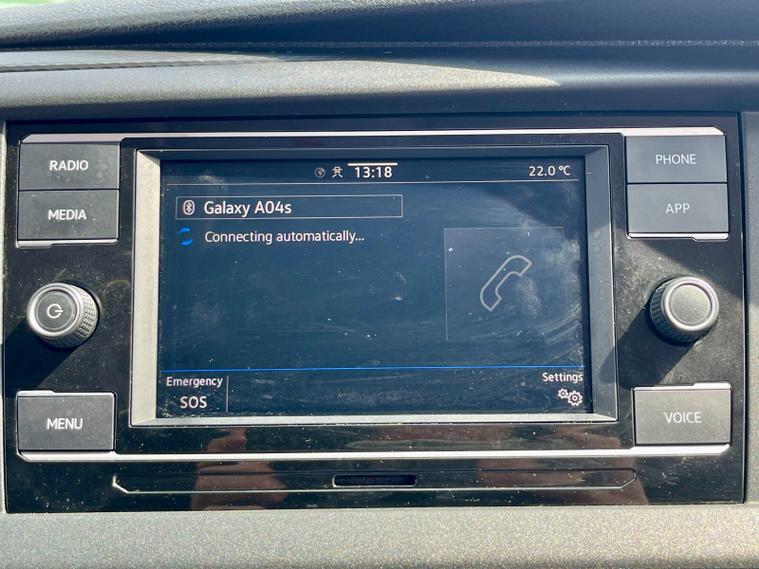 RADIO
MEDIA
MENU
13:18
22.0 °C
Galaxy A04s
Connecting automatically...
Emergency
SOS
Settings
PHONE
APP
VOICE